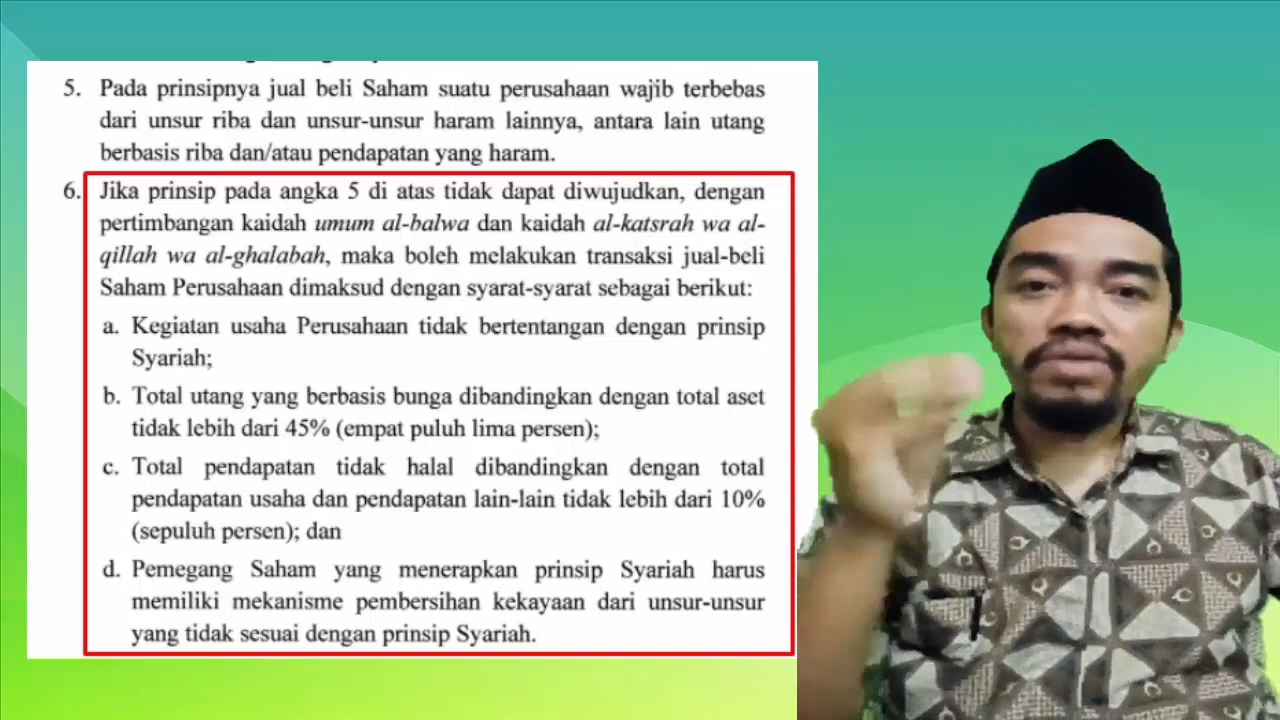 5. Pada prinsipnya jual beli Saham suatu perusahaan wajib terbebas
dari unsur riba dan unsur-unsur haram lainnya, antara lain utang
berbasis riba dan/atau pendapatan yang haram.
6. Jika prinsip pada angka 5 di atas tidak dapat diwujudkan, dengan
pertimbangan kaidah umum al-balwa dan kaidah al-katsrah wa al-
qillah wa al-ghalabah, maka boleh melakukan transaksi jual-beli
Saham Perusahaan dimaksud dengan syarat-syarat sebagai berikut:
a. Kegiatan usaha Perusahaan tidak bertentangan dengan prinsip
Syariah;
b. Total utang yang berbasis bunga dibandingkan dengan total aset
tidak lebih dari 45% (empat puluh lima persen);
c. Total pendapatan tidak halal dibandingkan dengan total
pendapatan usaha dan pendapatan lain-lain tidak lebih dari 10%
(sepuluh persen); dan
d. Pemegang Saham yang menerapkan prinsip Syariah harus
memiliki mekanisme pembersihan kekayaan dari unsur-unsur
yang tidak sesuai dengan prinsip Syariah.